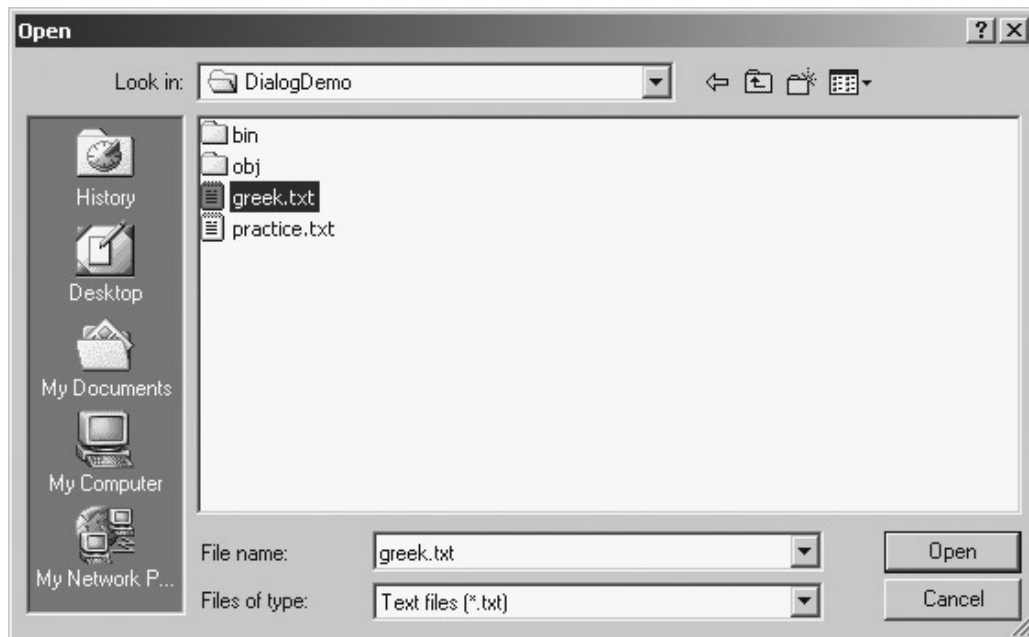 Open
Look in: DialogDemo
bin
obj
greek.txt
practice.txt
History
Desktop
My Documents
My Computer
My Network P...
File name: greek.txt
Open
Files of type: Text files (*.txt)
Cancel